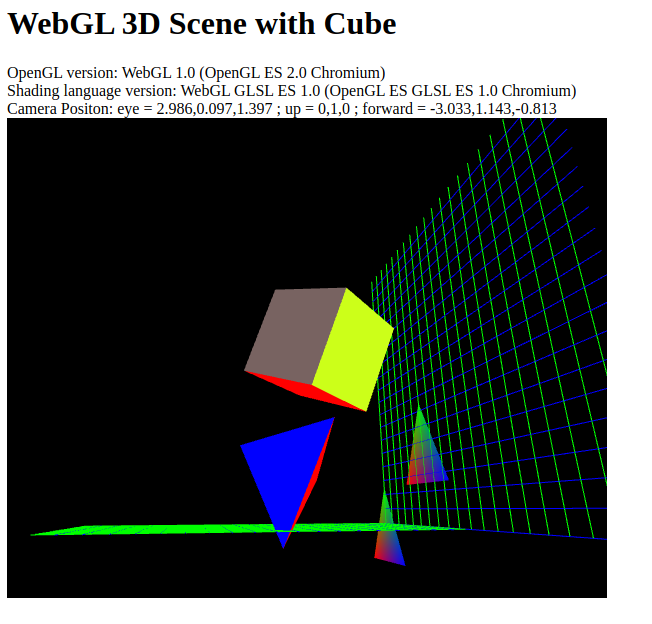 WebGL 3D Scene with Cube
OpenGL version: WebGL 1.0 (OpenGL ES 2.0 Chromium)
Shading language version: WebGL GLSL ES 1.0 (OpenGL ES GLSL ES 1.0 Chromium)
Camera Positon: eye = 2.986,0.097,1.397 ; up = 0,1,0 ; forward = -3.033,1.143,-0.813